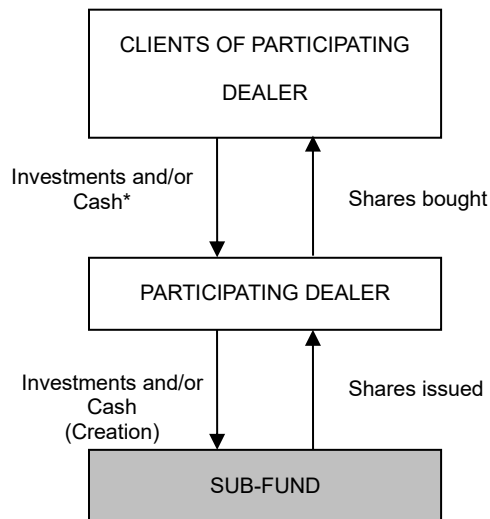 CLIENTS OF PARTICIPATING
DEALER
Investments and/or
Cash*
Shares bought
PARTICIPATING DEALER
Investments and/or
Cash
(Creation)
Shares issued
SUB-FUND